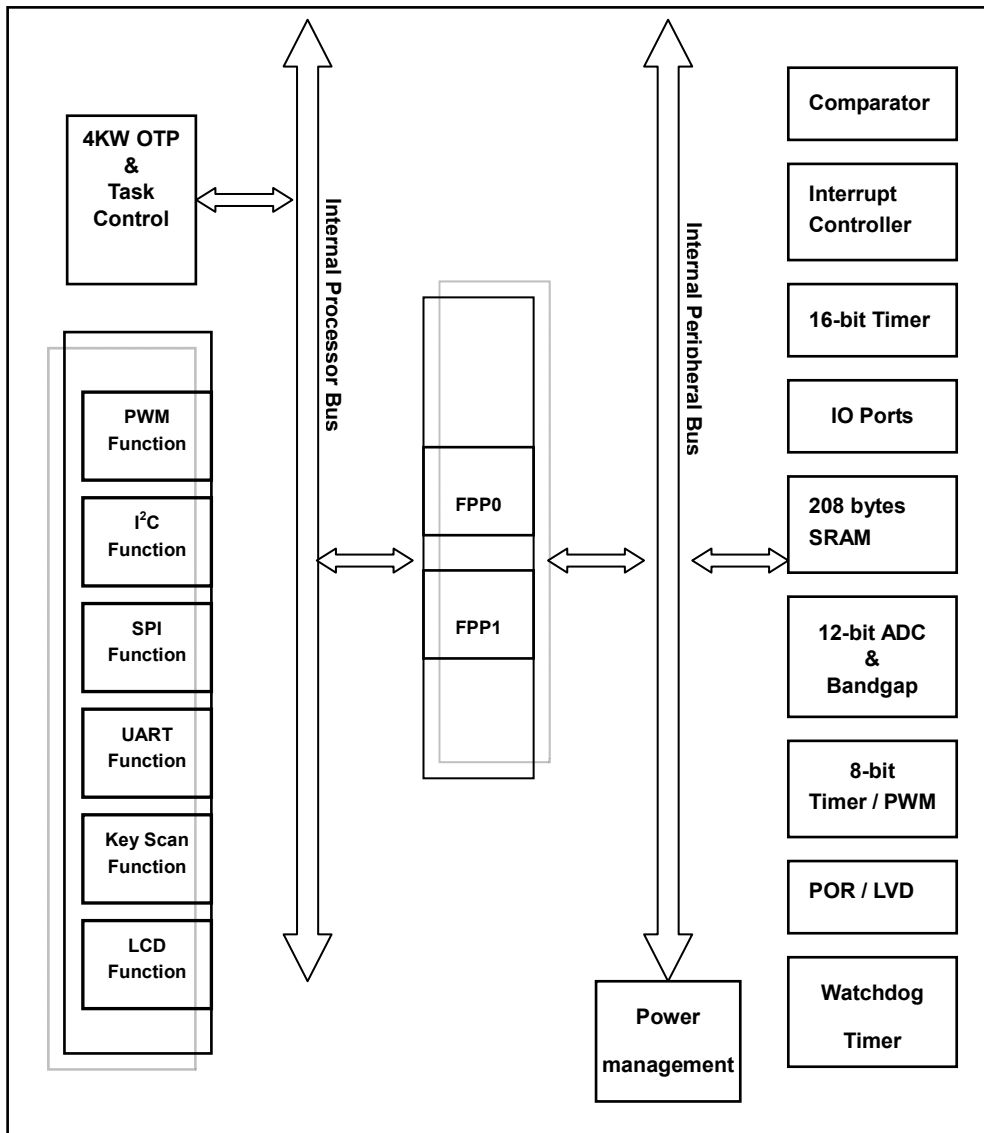 4KW OTP
&
Task
Control
PWM
Function
I²C
Function
SPI
Function
UART
Function
Key Scan
Function
LCD
Function
Internal Processor Bus
FPP0
FPP1
Internal Peripheral Bus
Power
management
Comparator
Interrupt
Controller
16-bit Timer
IO Ports
208 bytes
SRAM
12-bit ADC
&
Bandgap
8-bit
Timer / PWM
POR / LVD
Watchdog
Timer